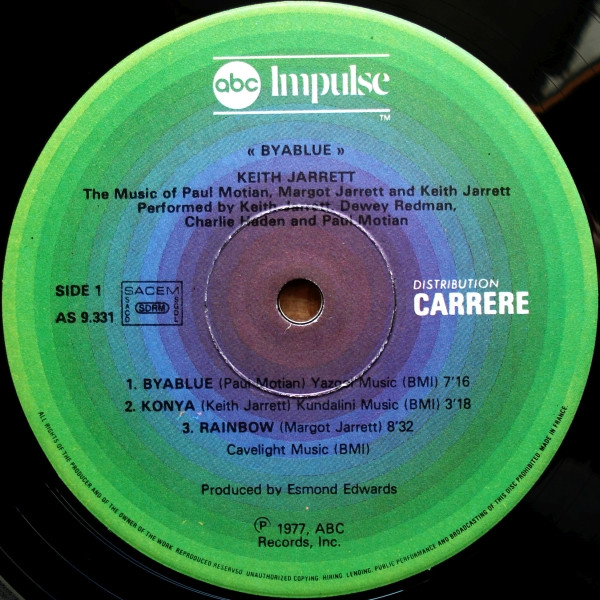 abc Impulse
TM
« BYABLUE »
KEITH JARRETT
The Music of Paul Motian, Margot Jarrett and Keith Jarrett
Performed by Keith Jarrett, Dewey Redman,
Charlie Haden and Paul Motian
SIDE 1
AS 9.331
SACEM
SDRM
SACD
SGDL
DISTRIBUTION
CARRERE
1. BYABLUE (Paul Motian) Music (BMI) 7'16
2. KONYA (Keith Jarrett) Kundalini Music (BMI) 3'18
3. RAINBOW (Margot Jarrett) 8'32
Cavelight Music (BMI)
Produced by Esmond Edwards
℗ 1977, ABC
Records, Inc.
ALL RIGHTS OF THE PRODUCER AND OF THE OWNER OF THE WORK REPRODUCED RESERVED. UNAUTHORIZED COPYING, HIRING, LENDING, PUBLIC PERFORMANCE AND BROADCASTING OF THIS DISC PROHIBITED. MADE IN FRANCE.